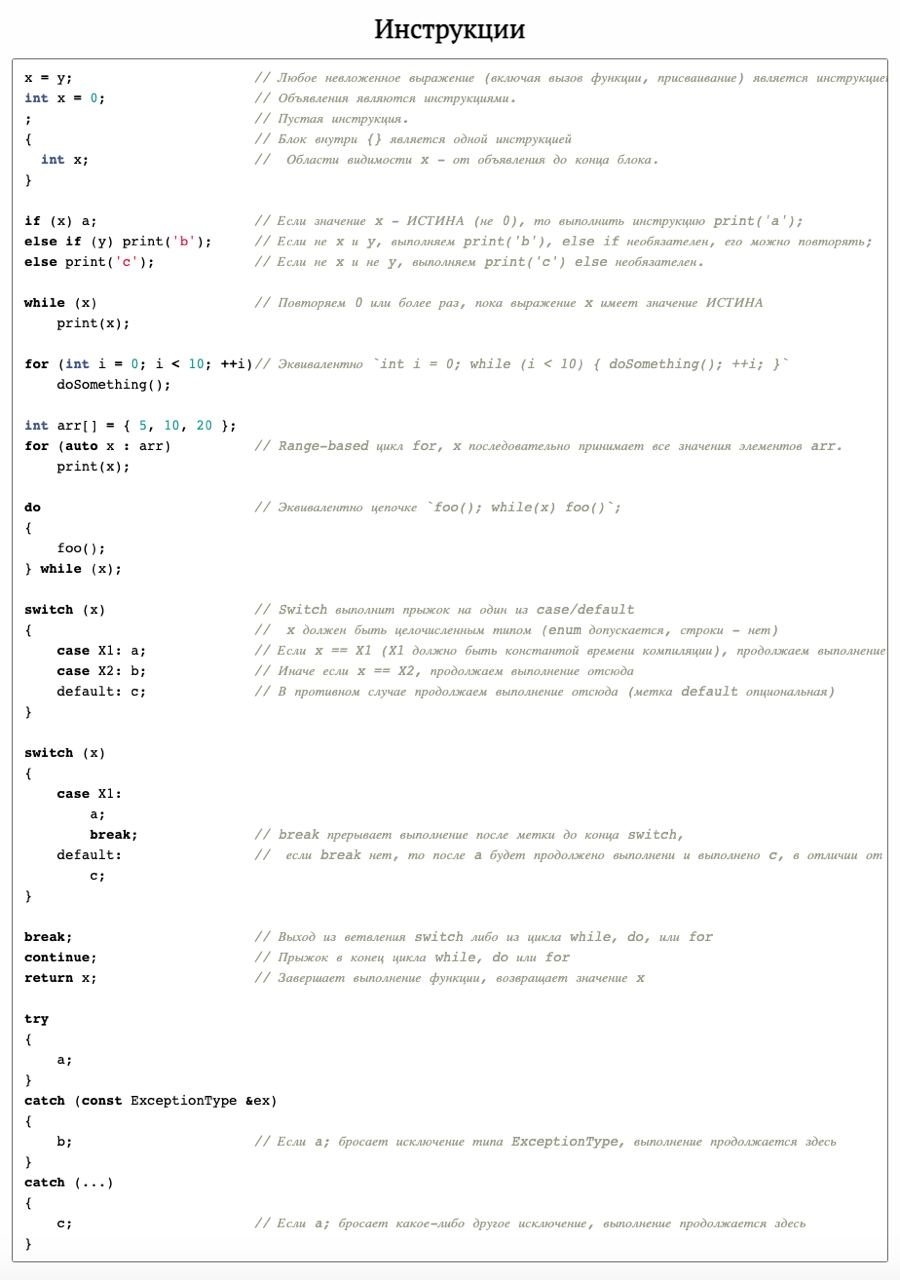 Инструкции
x = y; // Любое невложенное выражение (включая вызов функции, присваивание) является
int x = 0; // Объявления являются инструкциями.
; // Пустая инструкция.
{ // Блок внутри {} является одной инструкцией
int x; // Области видимости x - от объявления до конца блока.
}
if (x) a; // Если значение x - ИСТИНА (не 0), то выполнить инструкцию print('a');
else if (y) print('b'); // Если не x и y, выполняем print('b'), else if необязателен, его можно повторять;
else print('c'); // Если не x и не y, выполняем print('c') else необязателен.
while (x) // Повторяем 0 или более раз, пока выражение x имеет значение ИСТИНА
print(x);
for (int i = 0; i < 10; ++i)// Эквивалентно `int i = 0; while (i < 10) { doSomething(); ++i; }`
doSomething();
int arr[] = { 5, 10, 20 };
for (auto x : arr) // Range-based цикл for, x последовательно принимает все значения элементов arr.
print(x);
do // Эквивалентно цепочке `foo(); while(x) foo()`;
{
foo();
} while (x);
switch (x) // Switch выполнит прыжок на один из case/default
{ // x должен быть целочисленным типом (enum допускается, строки - нет)
case X1: a; // Если x == X1 (X1 должно быть константой времени компиляции), продолжаем выполнение
case X2: b; // Иначе если x == X2, продолжаем выполнение отсюда
default: c; // В противном случае продолжаем выполнение отсюда (метка default опциональная)
}
switch (x)
{
case X1:
a;
break; // break прерывает выполнение после метки до конца switch,
default: // если break нет, то после a будет продолжено выполнени и выполнено c, в отличии от
c;
}
break; // Выход из ветвления switch либо из цикла while, do, или for
continue; // Прыжок в конец цикла while, do или for
return x; // Завершает выполнение функции, возвращает значение x
try
{
a;
}
catch (const ExceptionType &ex)
{
b; // Если a; бросает исключение типа ExceptionType, выполнение продолжается здесь
}
catch (...)
{
c; // Если a; бросает какое-либо другое исключение, выполнение продолжается здесь
}